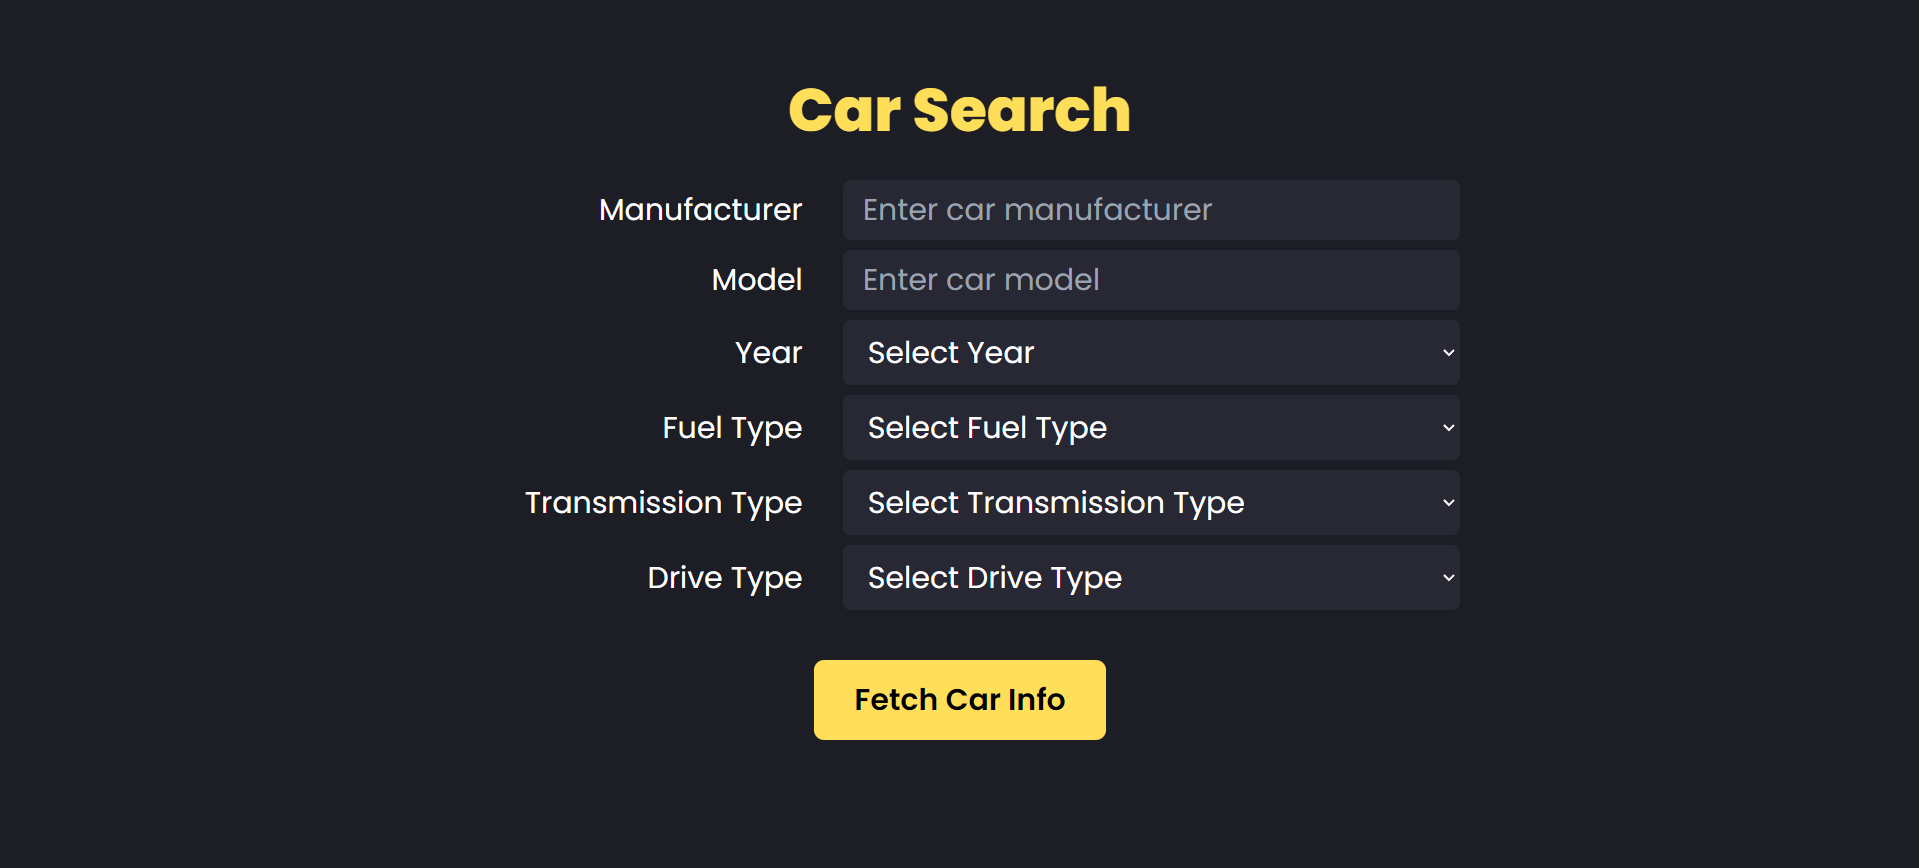 Car Search
Manufacturer Enter car manufacturer
Model Enter car model
Year Select Year
Fuel Type Select Fuel Type
Transmission Type Select Transmission Type
Drive Type Select Drive Type
Fetch Car Info